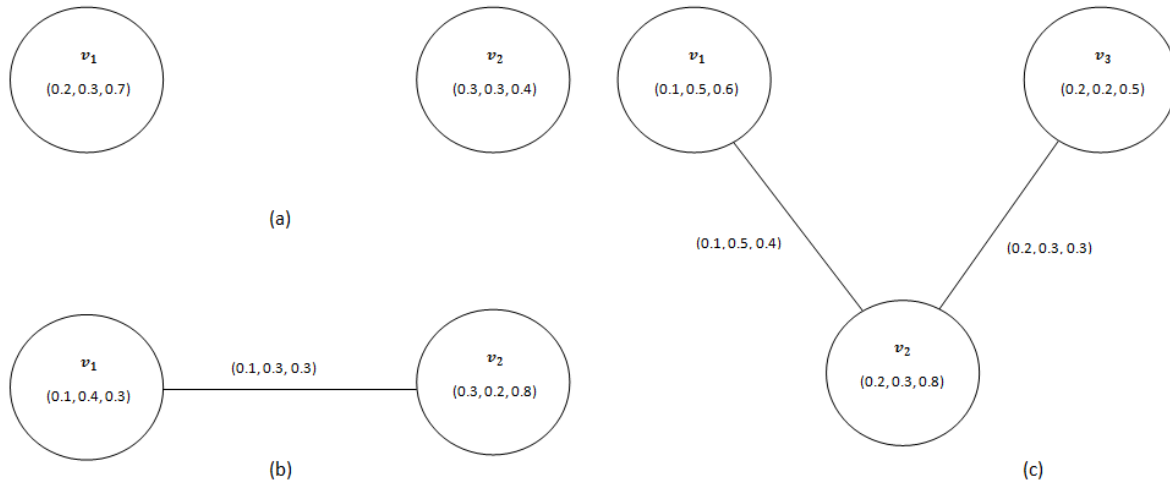 v₁
(0.2, 0.3, 0.7)
v₂
(0.3, 0.3, 0.4)
(a)
v₁
(0.1, 0.4, 0.3)
(0.1, 0.3, 0.3)
v₂
(0.3, 0.2, 0.8)
(b)
v₁
(0.1, 0.5, 0.6)
v₃
(0.2, 0.2, 0.5)
(0.1, 0.5, 0.4)
(0.2, 0.3, 0.3)
v₂
(0.2, 0.3, 0.8)
(c)